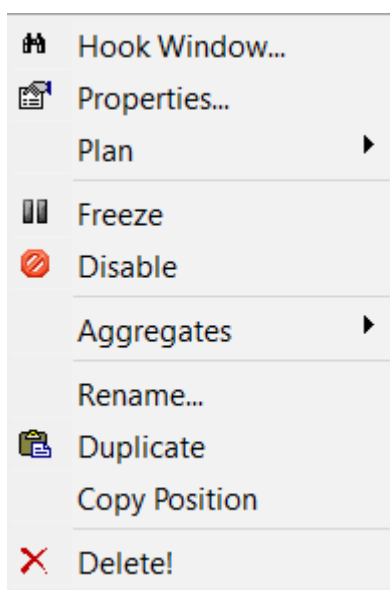 Hook Window...
Properties...
Plan
Freeze
Disable
Aggregates
Rename...
Duplicate
Copy Position
Delete!